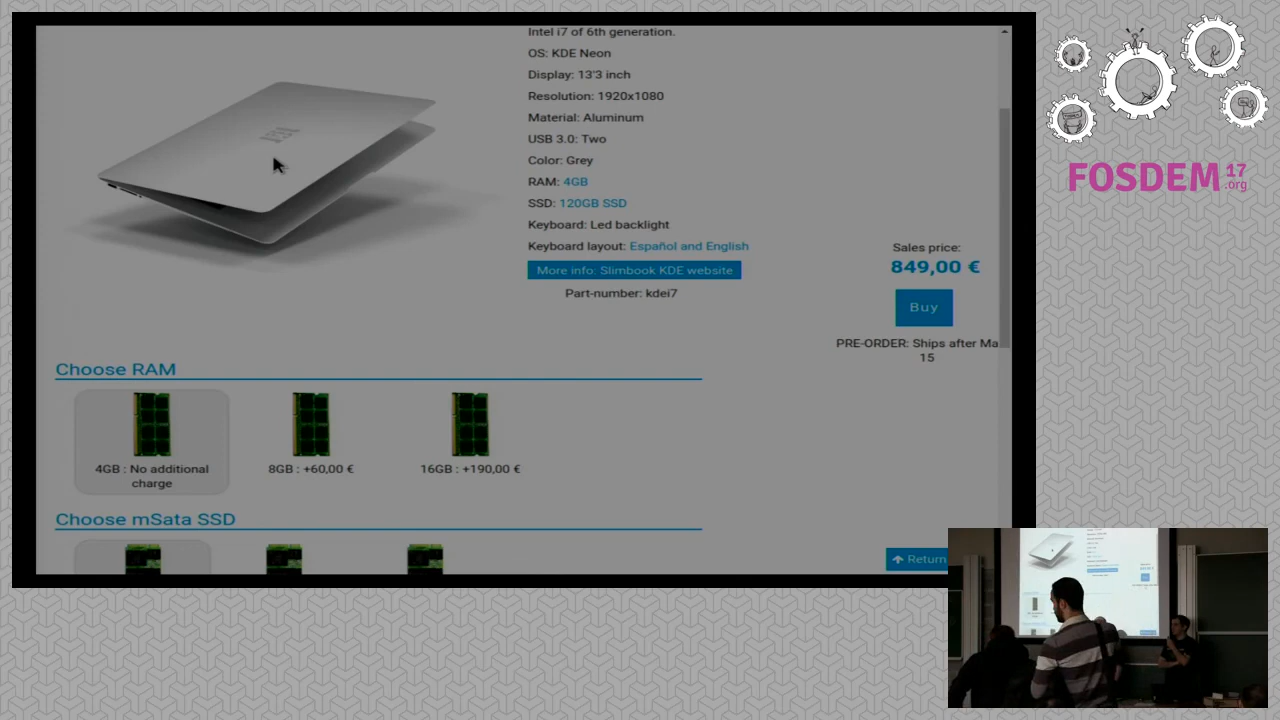 Intel i7 of 6th generation.
OS: KDE Neon
Display: 13'3 inch
Resolution: 1920x1080
Material: Aluminum
USB 3.0: Two
Color: Grey
RAM: 4GB
SSD: 120GB SSD
Keyboard: Led backlight
Keyboard layout: Español and English
More info: Slimbook KDE website
Part-number: kdei7
Sales price:
849,00 €
Buy
PRE-ORDER: Ships after Ma
15
Choose RAM
4GB : No additional
charge
8GB : +60,00 €
16GB : +190,00 €
Choose mSata SSD
Return
FOSDEM 17
.org